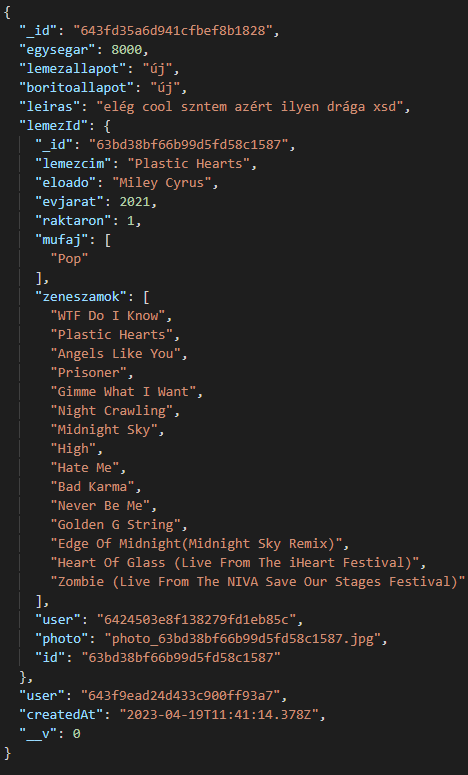 {
  "_id": "643fd35a6d941cfbef8b1828",
  "egysegar": 8000,
  "lemezallapot": "új",
  "boritoallapot": "új",
  "leiras": "elég cool szntem azért ilyen drága xsd",
  "lemezId": {
    "_id": "63bd38bf66b99d5fd58c1587",
    "lemezcim": "Plastic Hearts",
    "eloado": "Miley Cyrus",
    "evjarat": 2021,
    "raktaron": 1,
    "mufaj": [
      "Pop"
    ],
    "zeneszamok": [
      "WTF Do I Know",
      "Plastic Hearts",
      "Angels Like You",
      "Prisoner",
      "Gimme What I Want",
      "Night Crawling",
      "Midnight Sky",
      "High",
      "Hate Me",
      "Bad Karma",
      "Never Be Me",
      "Golden G String",
      "Edge Of Midnight(Midnight Sky Remix)",
      "Heart Of Glass (Live From The iHeart Festival)",
      "Zombie (Live From The NIVA Save Our Stages Festival)"
    ],
    "user": "6424503e8f138279fd1eb85c",
    "photo": "photo_63bd38bf66b99d5fd58c1587.jpg",
    "id": "63bd38bf66b99d5fd58c1587"
  },
  "user": "643f9ead24d433c900ff93a7",
  "createdAt": "2023-04-19T11:41:14.378Z",
  "__v": 0
}